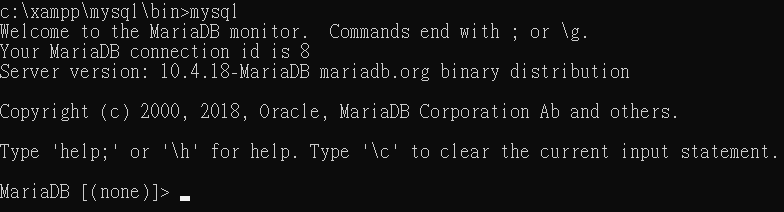 c:\xampp\mysql\bin>mysql
Welcome to the MariaDB monitor.  Commands end with ; or \g.
Your MariaDB connection id is 8
Server version: 10.4.18-MariaDB mariadb.org binary distribution
Copyright (c) 2000, 2018, Oracle, MariaDB Corporation Ab and others.
Type 'help;' or '\h' for help. Type '\c' to clear the current input statement.
MariaDB [(none)]>